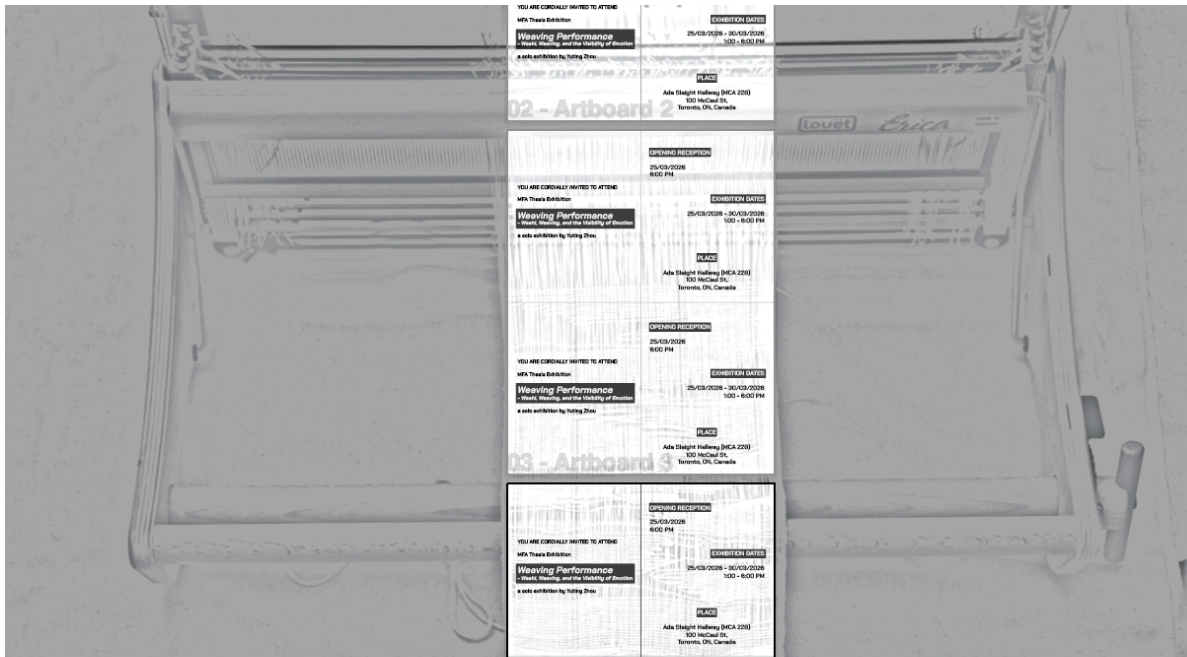 YOU ARE CORDIALLY INVITED TO ATTEND
MFA Thesis Exhibition
Weaving Performance
- Washi, Weaving, and the Visibility of Emotion
a solo exhibition by Yuting Zhou
EXHIBITION DATES
25/03/2026 - 30/03/2026
1:00 - 6:00 PM
PLACE
Ada Slaight Hallway (MCA 228)
100 McCaul St,
Toronto, ON, Canada
02 - Artboard 2
Louet
Erica
OPENING RECEPTION
25/03/2026
6:00 PM
YOU ARE CORDIALLY INVITED TO ATTEND
MFA Thesis Exhibition
Weaving Performance
- Washi, Weaving, and the Visibility of Emotion
a solo exhibition by Yuting Zhou
EXHIBITION DATES
25/03/2026 - 30/03/2026
1:00 - 6:00 PM
PLACE
Ada Slaight Hallway (MCA 228)
100 McCaul St,
Toronto, ON, Canada
OPENING RECEPTION
25/03/2026
6:00 PM
YOU ARE CORDIALLY INVITED TO ATTEND
MFA Thesis Exhibition
Weaving Performance
- Washi, Weaving, and the Visibility of Emotion
a solo exhibition by Yuting Zhou
EXHIBITION DATES
25/03/2026 - 30/03/2026
1:00 - 6:00 PM
PLACE
Ada Slaight Hallway (MCA 228)
100 McCaul St,
Toronto, ON, Canada
03 - Artboard 3
OPENING RECEPTION
25/03/2026
6:00 PM
YOU ARE CORDIALLY INVITED TO ATTEND
MFA Thesis Exhibition
Weaving Performance
- Washi, Weaving, and the Visibility of Emotion
a solo exhibition by Yuting Zhou
EXHIBITION DATES
25/03/2026 - 30/03/2026
1:00 - 6:00 PM
PLACE
Ada Slaight Hallway (MCA 228)
100 McCaul St,
Toronto, ON, Canada